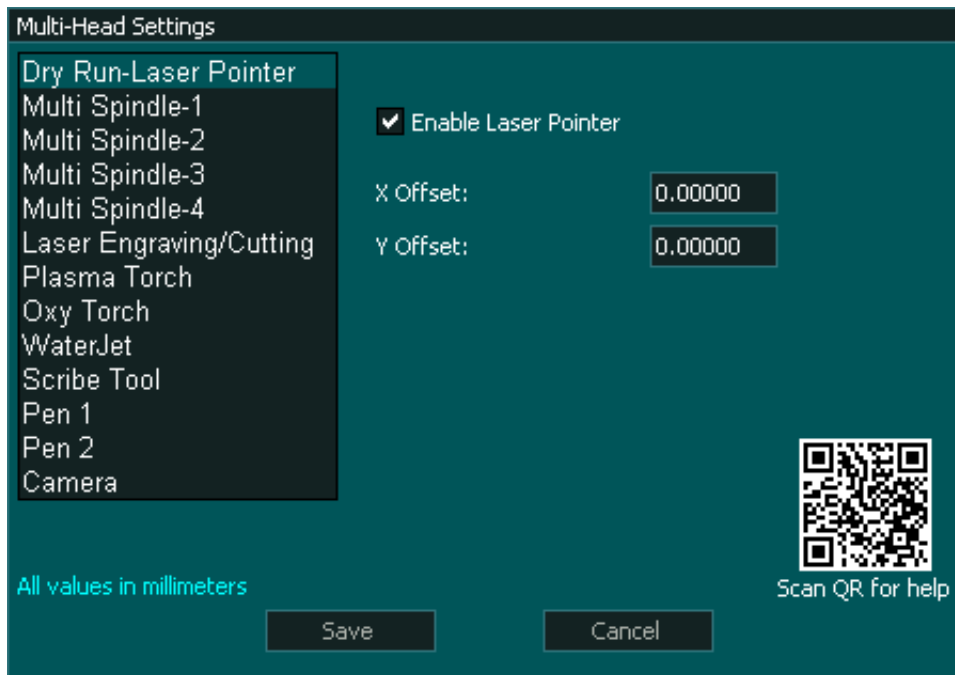 Multi-Head Settings
Dry Run-Laser Pointer
Multi Spindle-1
Multi Spindle-2
Multi Spindle-3
Multi Spindle-4
Laser Engraving/Cutting
Plasma Torch
Oxy Torch
WaterJet
Scribe Tool
Pen 1
Pen 2
Camera
Enable Laser Pointer
X Offset: 0.00000
Y Offset: 0.00000
All values in millimeters
Scan QR for help
Save Cancel